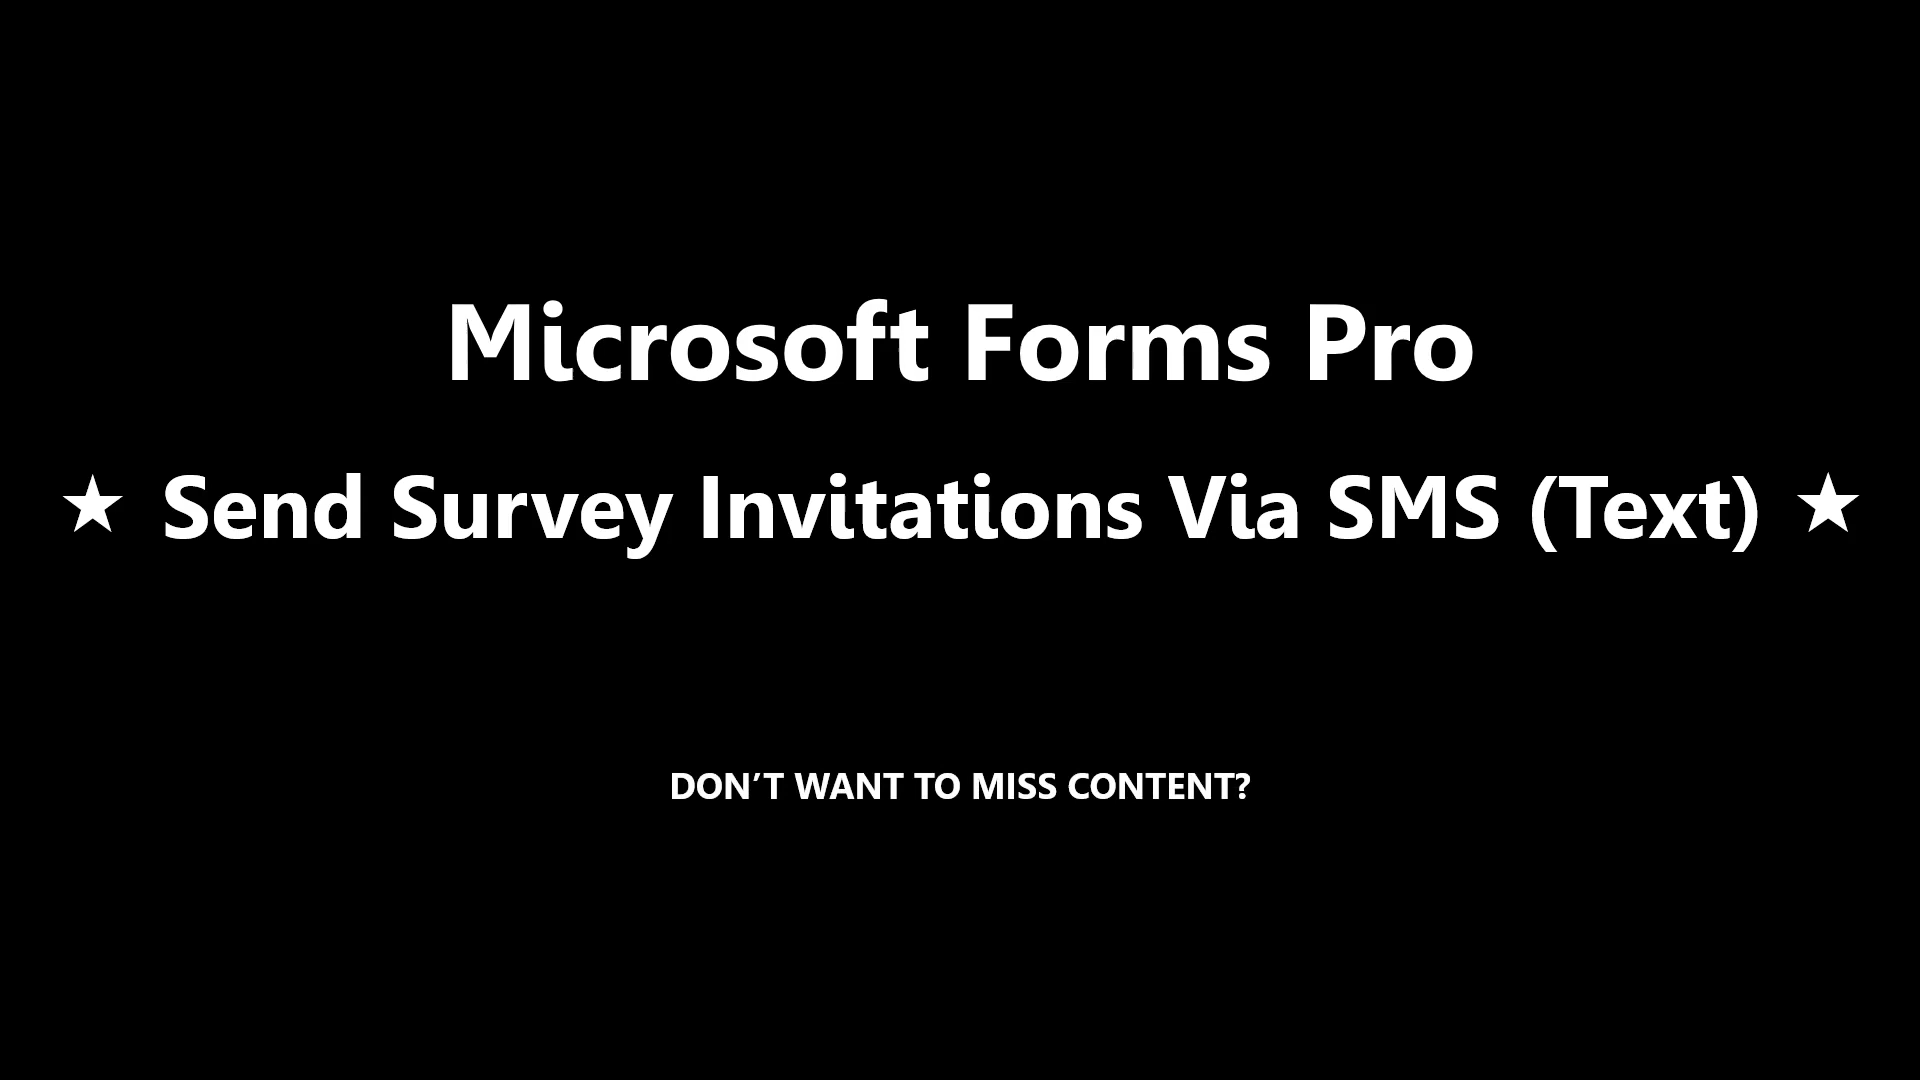 Microsoft Forms Pro
★ Send Survey Invitations Via SMS (Text) ★
DON’T WANT TO MISS CONTENT?